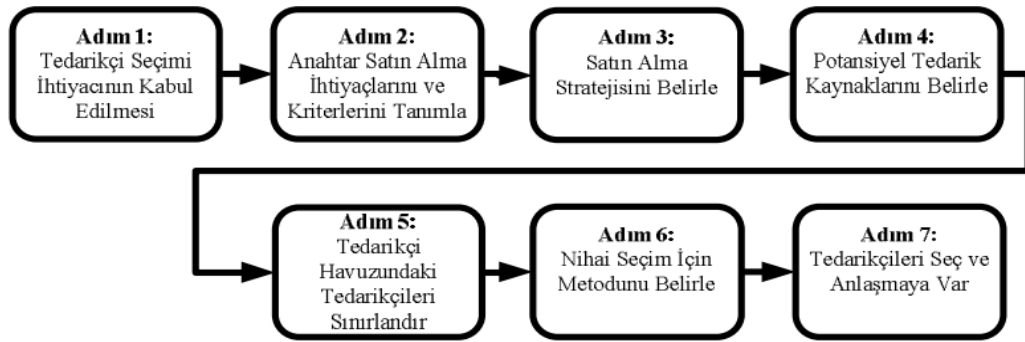 Adım 1:
Tedarikçi Seçimi
İhtiyacının Kabul
Edilmesi
Adım 2:
Anahtar Satın Alma
İhtiyaçlarını ve
Kriterlerini Tanımla
Adım 3:
Satın Alma
Stratejisini Belirle
Adım 4:
Potansiyel Tedarik
Kaynaklarını Belirle
Adım 5:
Tedarikçi
Havuzundaki
Tedarikçileri
Sınırlandır
Adım 6:
Nihai Seçim İçin
Metodunu Belirle
Adım 7:
Tedarikçileri Seç ve
Anlaşmaya Var